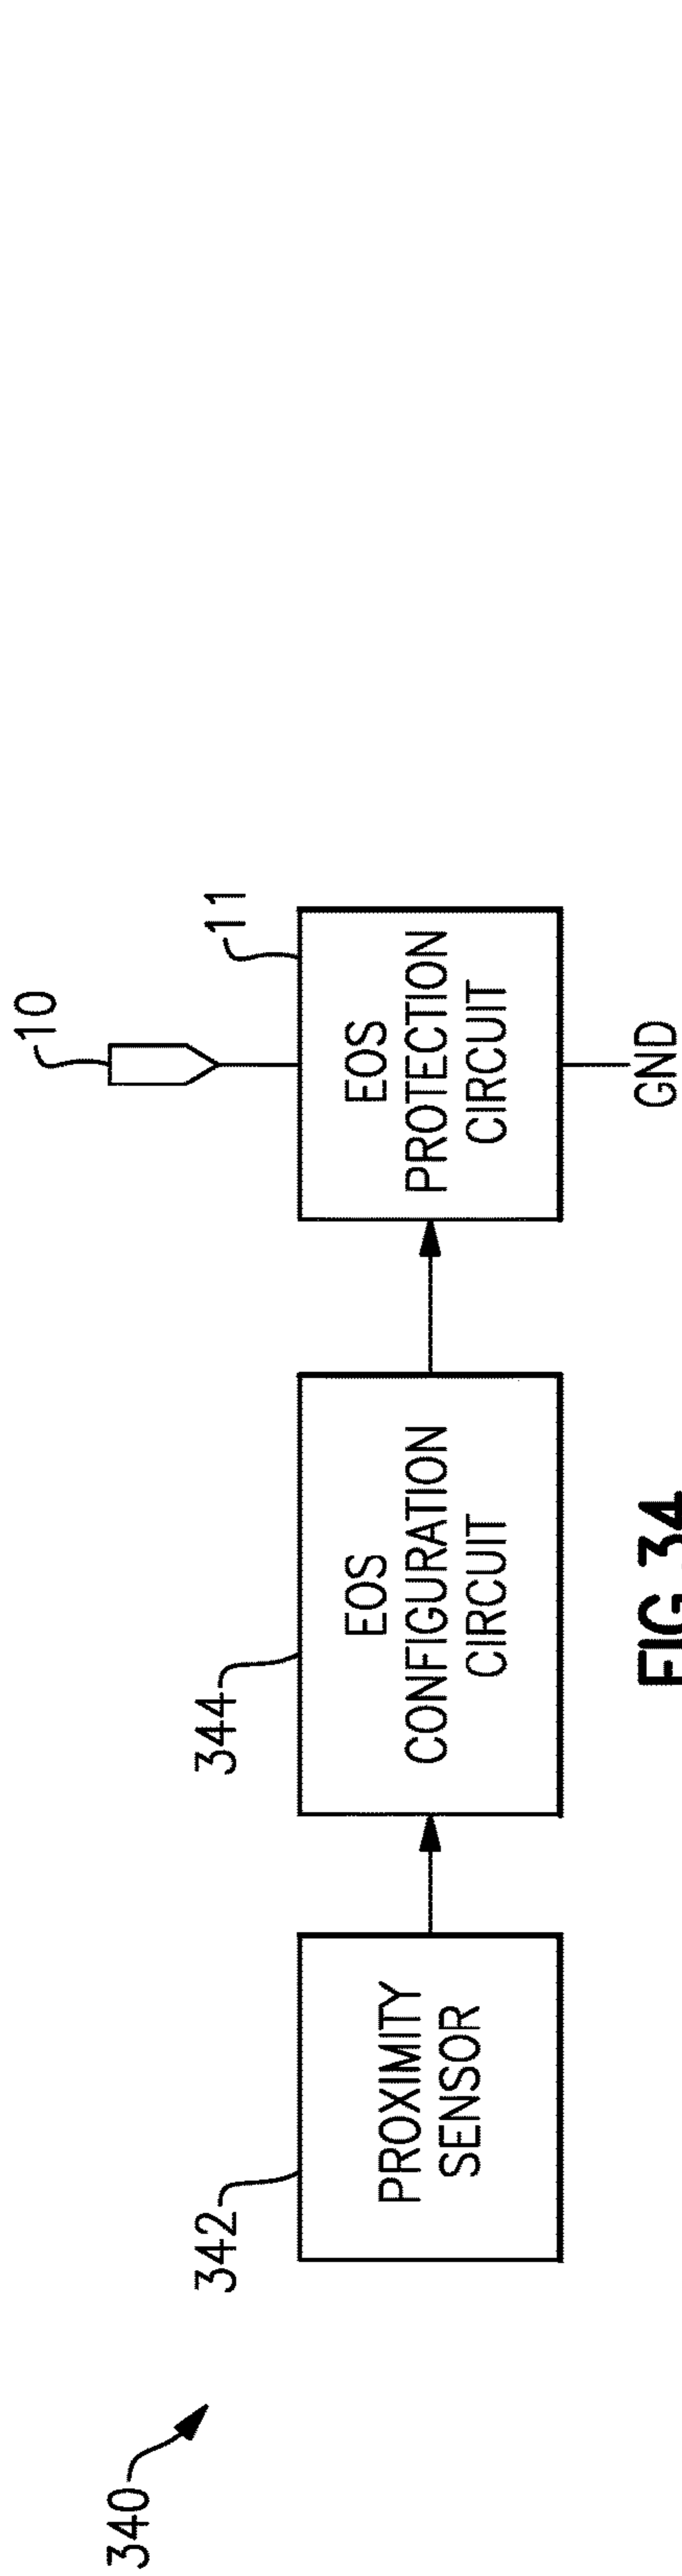 340
342
PROXIMITY
SENSOR
344
EOS
CONFIGURATION
CIRCUIT
10
11
EOS
PROTECTION
CIRCUIT
GND
FIG.34